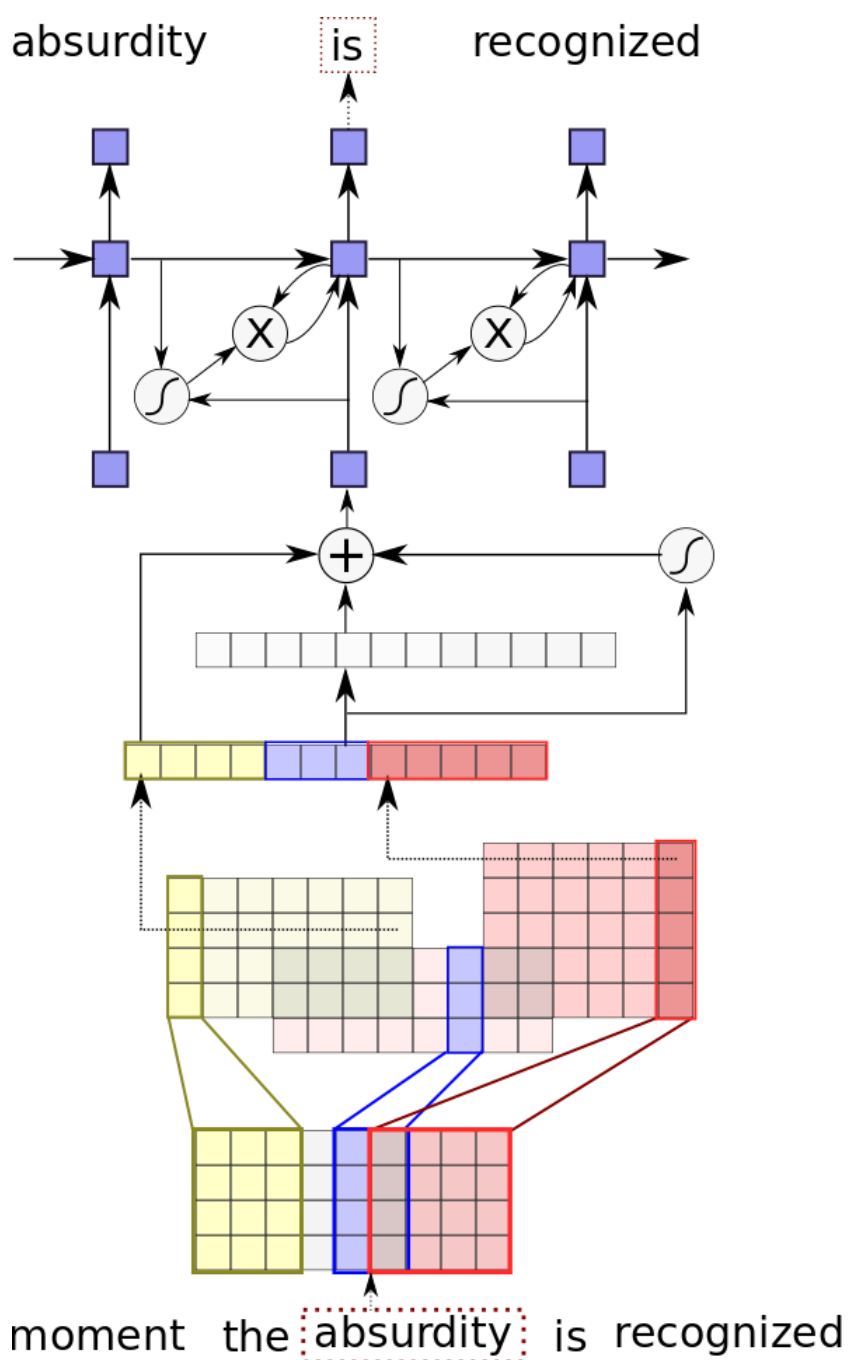 absurdity is recognized
X X
+
moment the absurdity is recognized